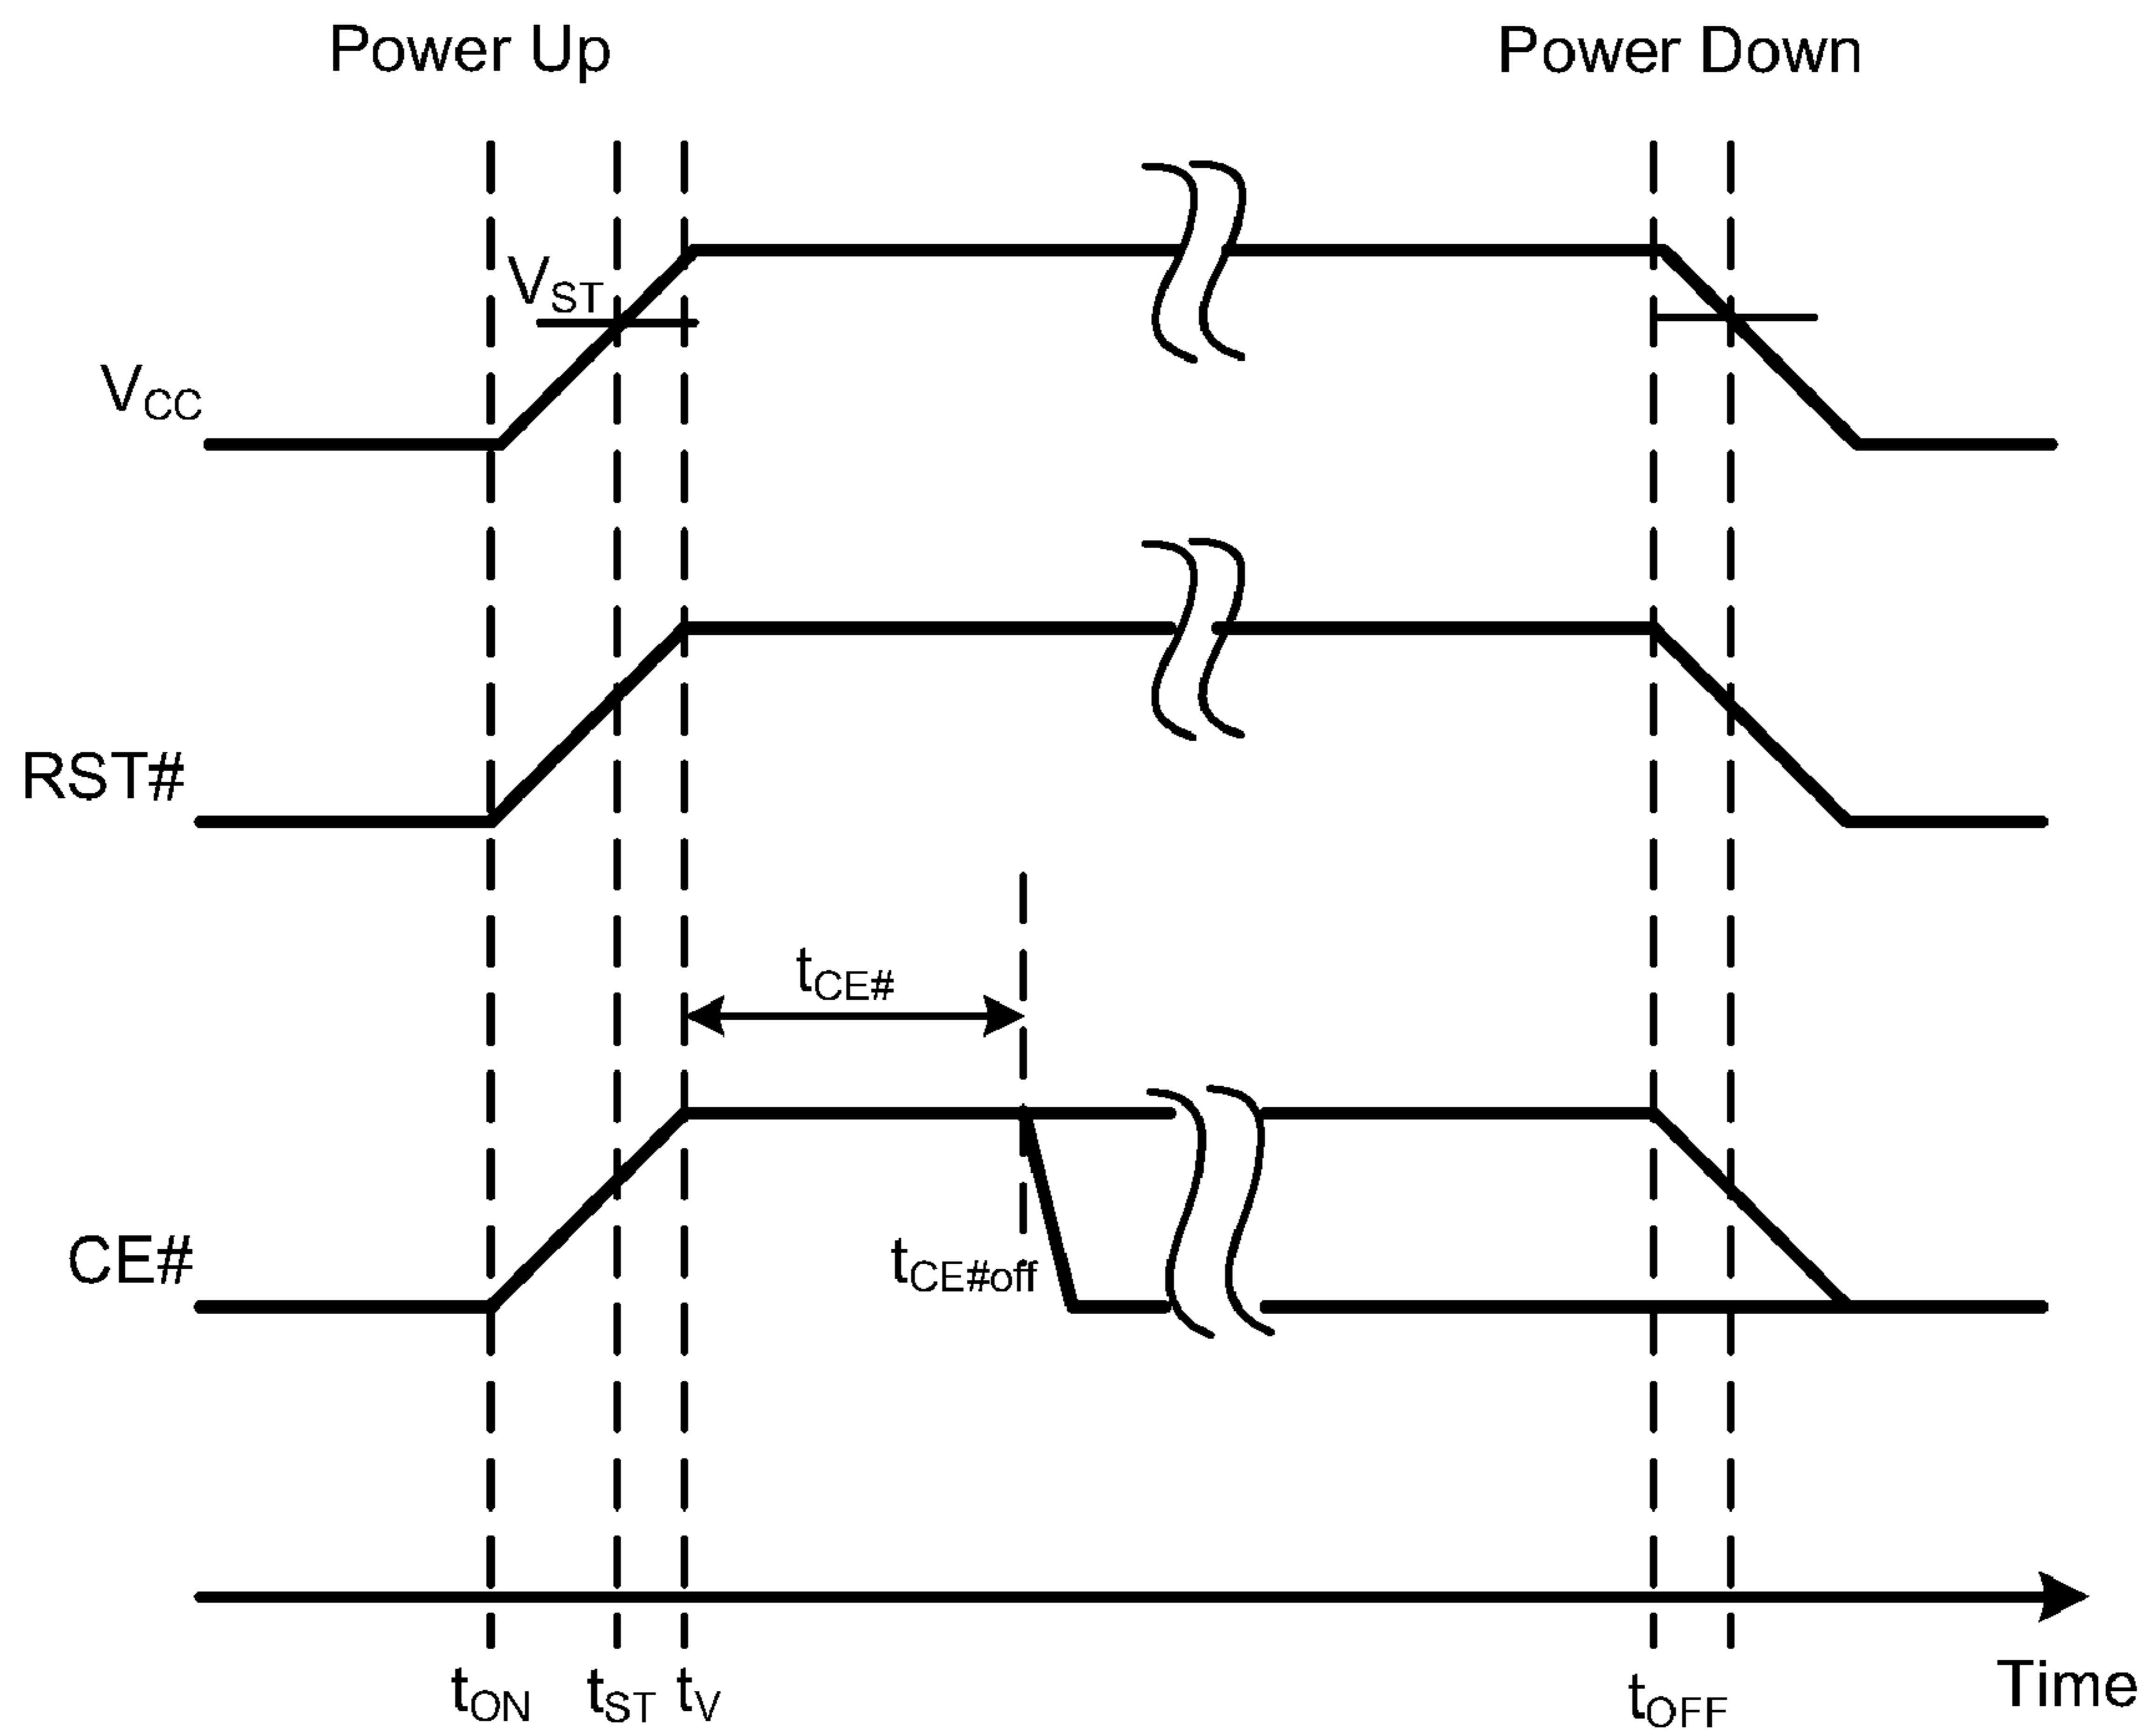 Power Up
Power Down
VST
VCC
RST#
tCE#
CE#
tCE#off
tON
tST
tV
tOFF
Time